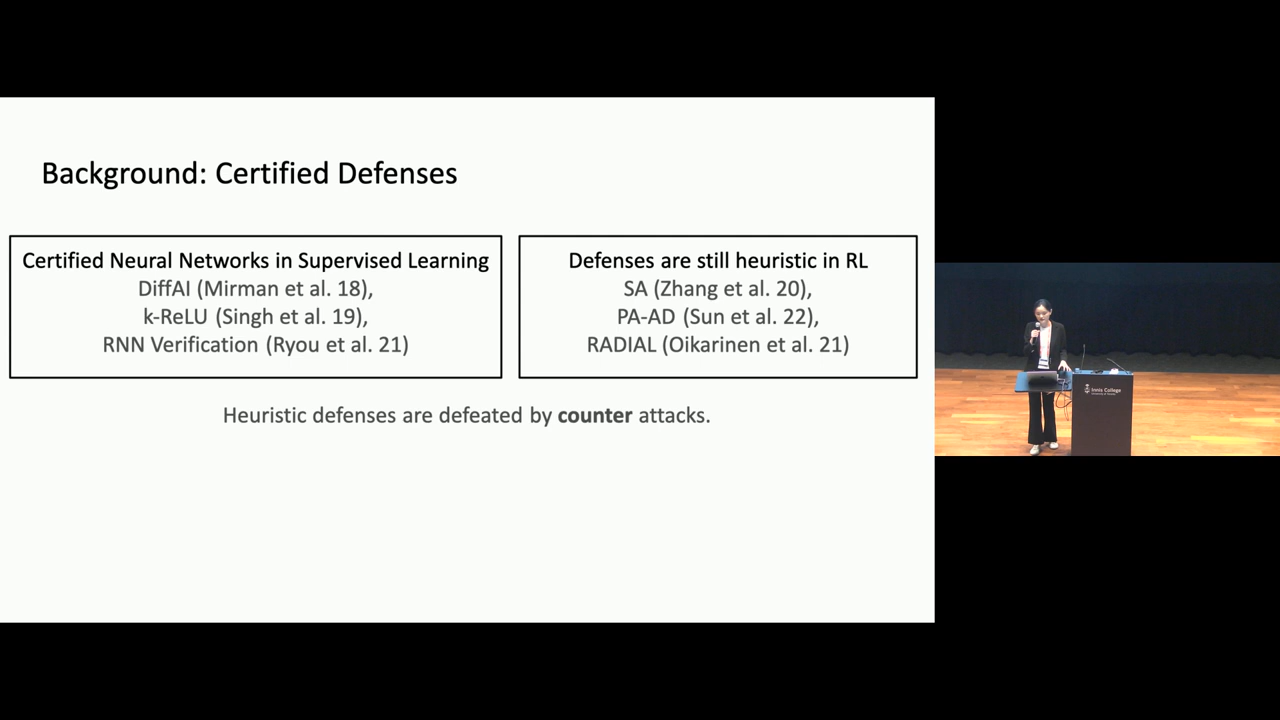 Background: Certified Defenses
Certified Neural Networks in Supervised Learning
DiffAI (Mirman et al. 18),
k-ReLU (Singh et al. 19),
RNN Verification (Ryou et al. 21)
Defenses are still heuristic in RL
SA (Zhang et al. 20),
PA-AD (Sun et al. 22),
RADIAL (Oikarinen et al. 21)
Heuristic defenses are defeated by counter attacks.
Innis College